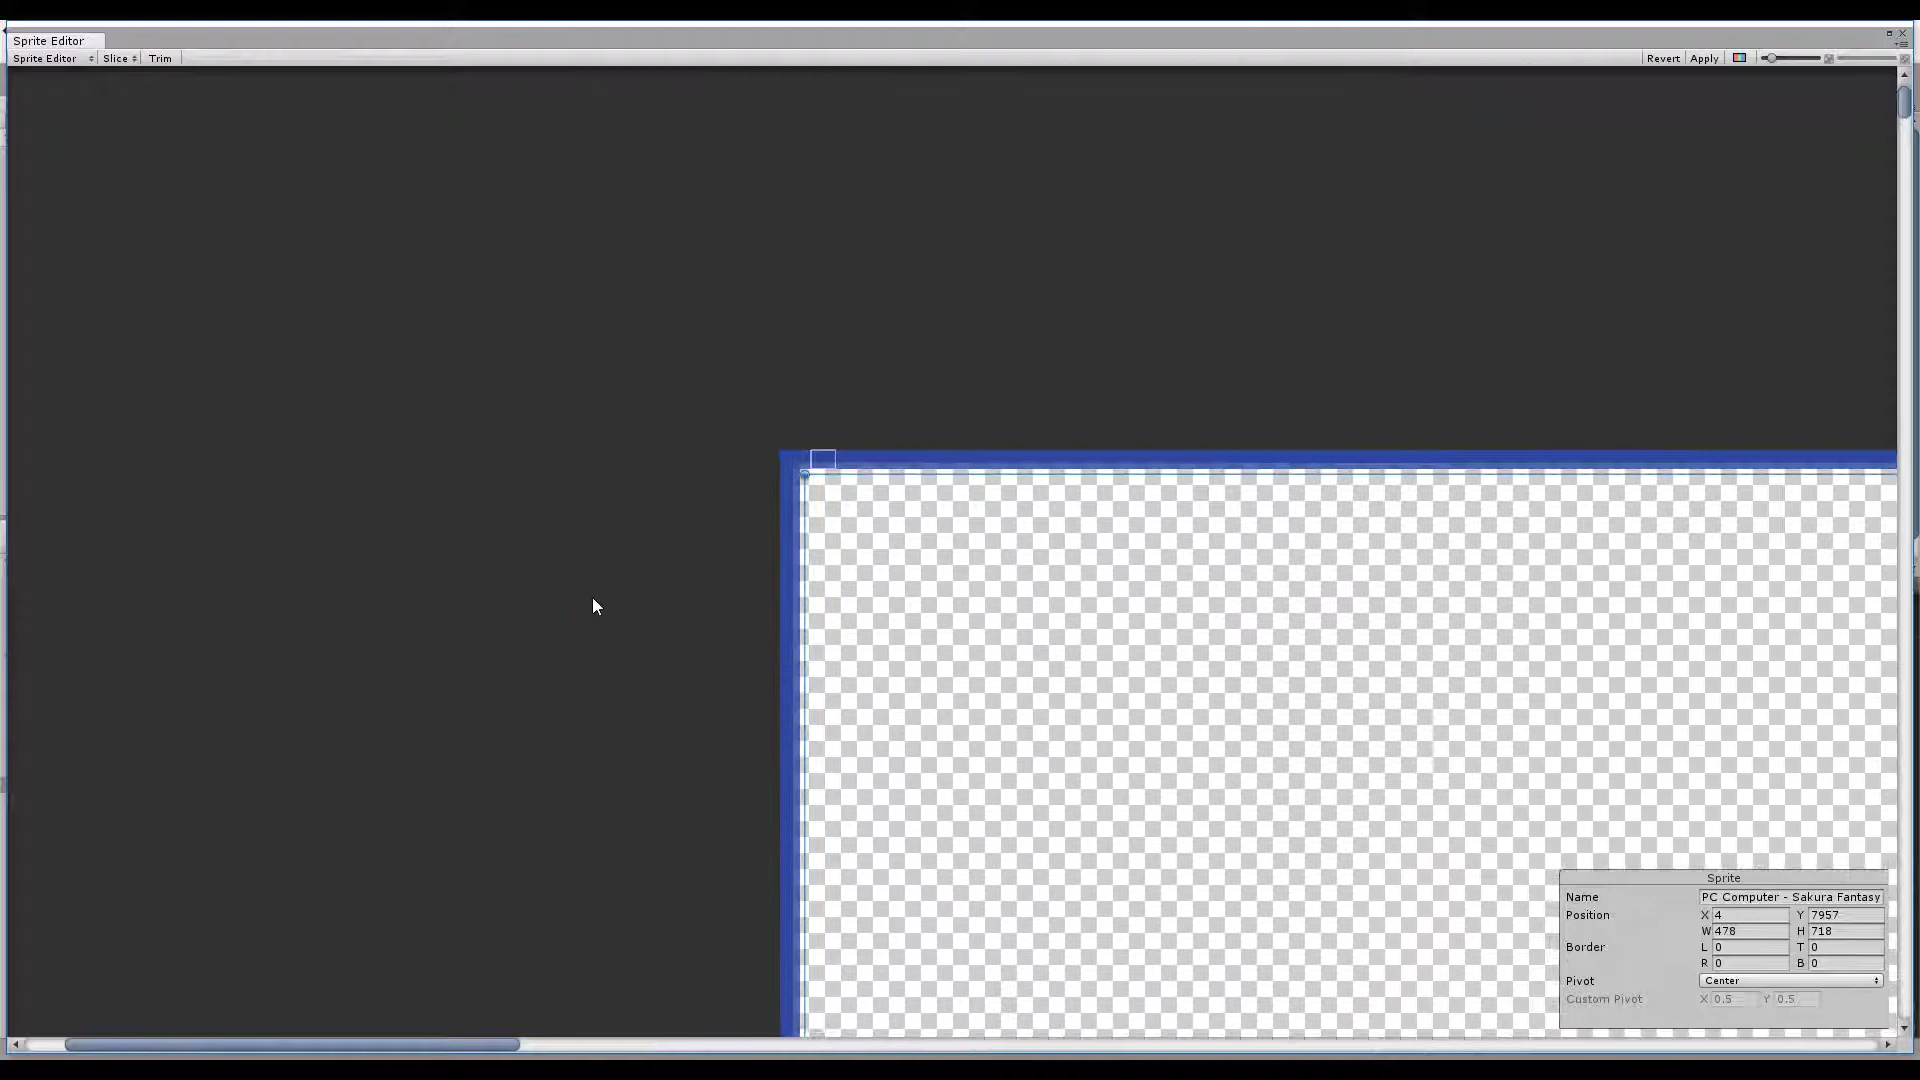 Sprite Editor
Sprite Editor Slice Trim Revert Apply
Sprite
Name PC Computer - Sakura Fantasy
Position X 4 Y 7957
W 478 H 718
Border L 0 T 0
R 0 B 0
Pivot Center
Custom Pivot X 0.5 Y 0.5